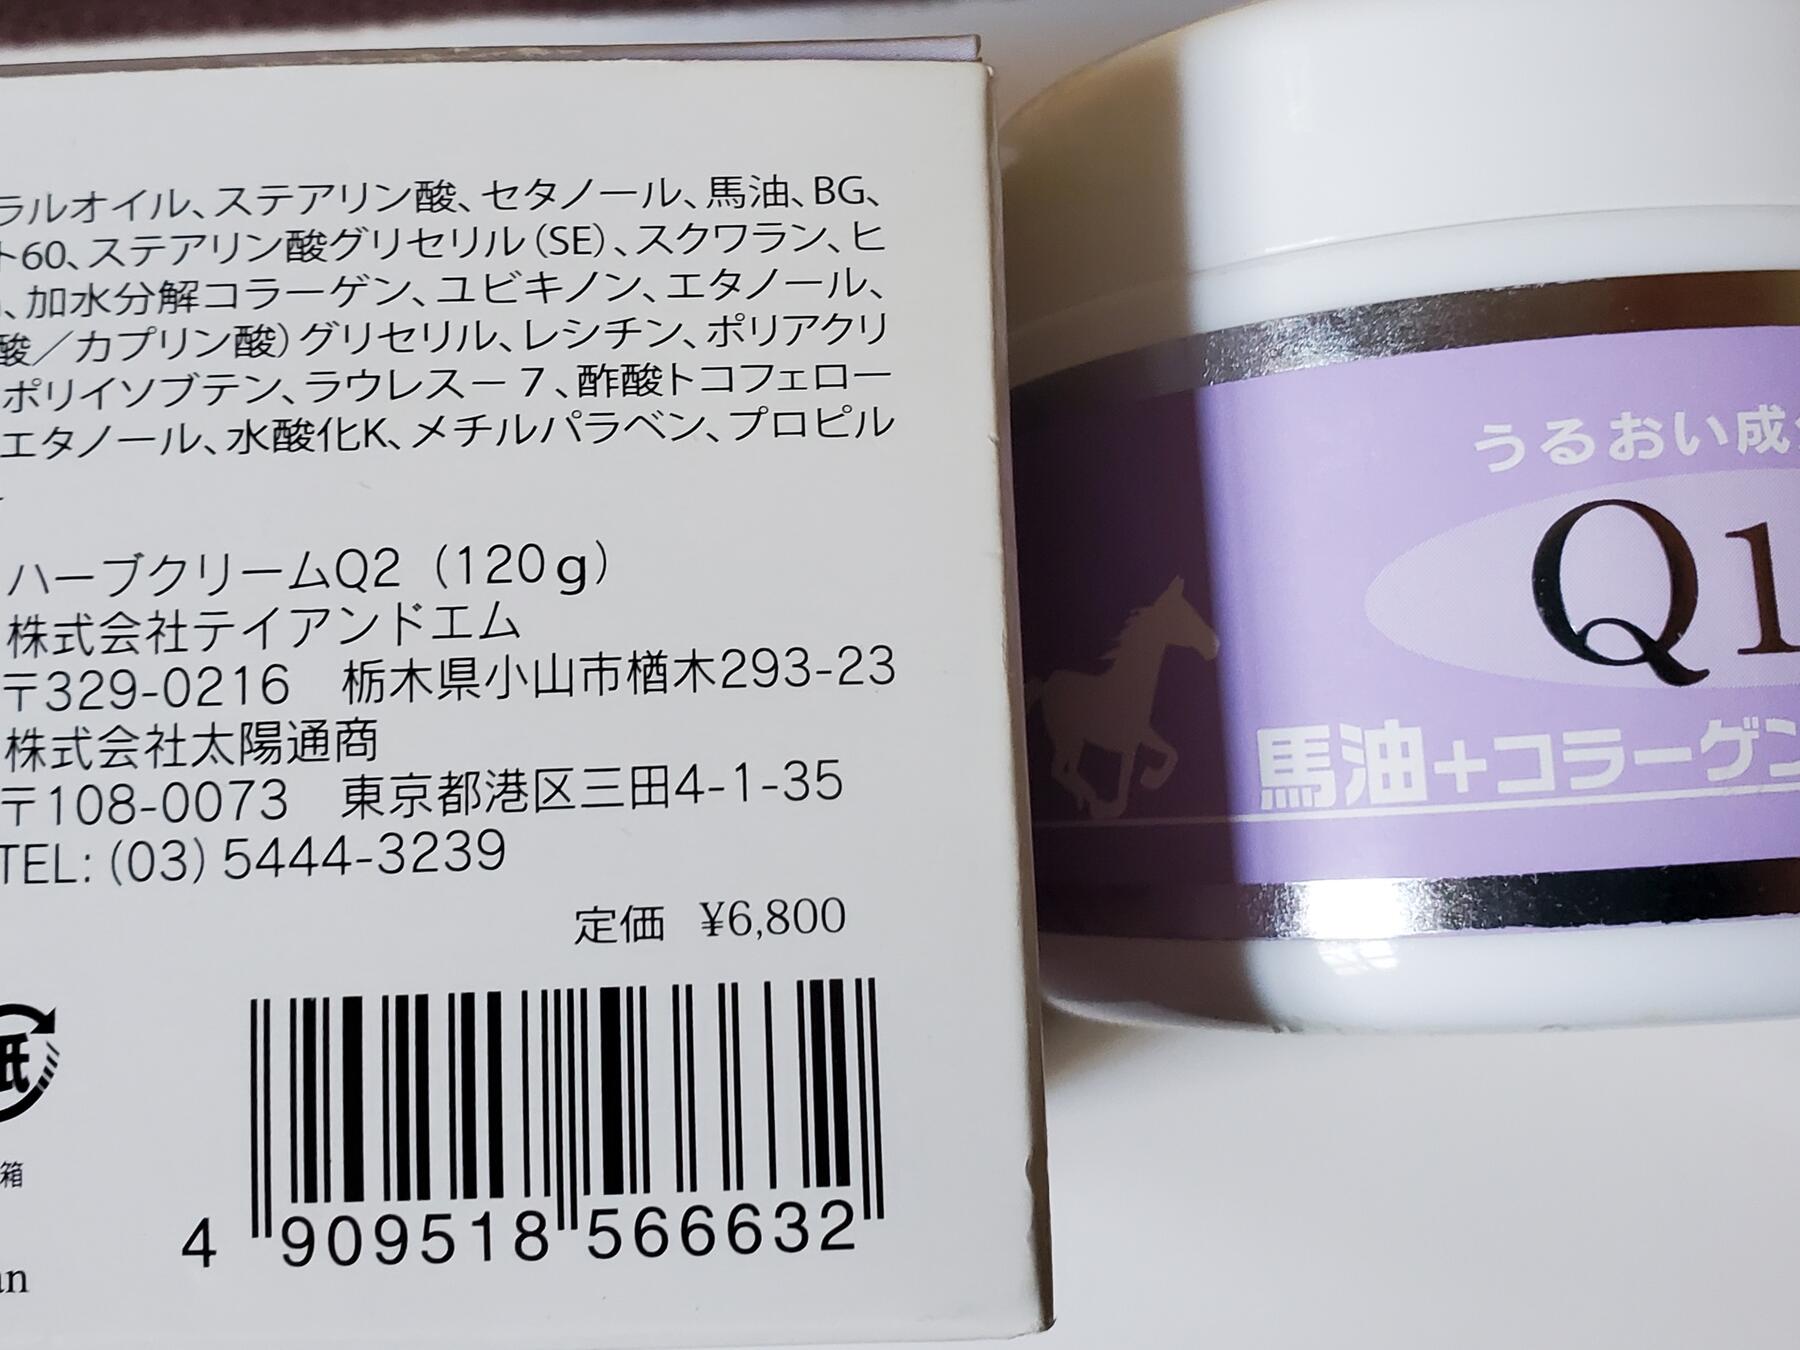 ラルオイル、ステアリン酸、セタノール、馬油、BG、
ト60、ステアリン酸グリセリル(SE)、スクワラン、ヒ
、加水分解コラーゲン、ユビキノン、エタノール、
酸／カプリン酸)グリセリル、レシチン、ポリアクリ
ポリイソブテン、ラウレス－7、酢酸トコフェロー
エタノール、水酸化K、メチルパラベン、プロピル
ハーブクリームQ2 (120g)
株式会社テイアンドエム
〒329-0216 栃木県小山市楢木293-23
株式会社太陽通商
〒108-0073 東京都港区三田4-1-35
TEL: (03) 5444-3239
定価 ¥6,800
紙
箱
4 909518 566632
an
うるおい成分
Q1
馬油+コラーゲン